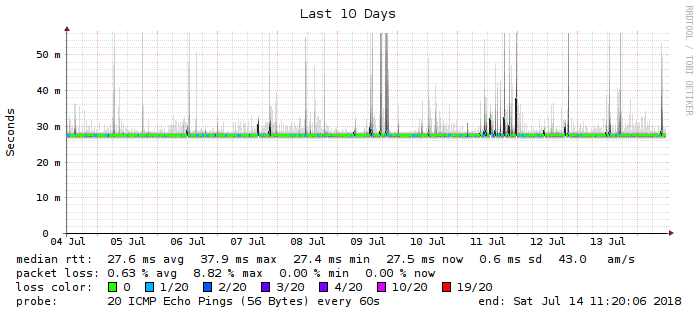 Last 10 Days
RRDTOOL / TOBI OETIKER
Seconds
50 m
40 m
30 m
20 m
10 m
0
04 Jul 05 Jul 06 Jul 07 Jul 08 Jul 09 Jul 10 Jul 11 Jul 12 Jul 13 Jul
median rtt: 27.6 ms avg 37.9 ms max 27.4 ms min 27.5 ms now 0.6 ms sd 43.0 am/s
packet loss: 0.63 % avg 8.82 % max 0.00 % min 0.00 % now
loss color: 0 1/20 2/20 3/20 4/20 10/20 19/20
probe: 20 ICMP Echo Pings (56 Bytes) every 60s end: Sat Jul 14 11:20:06 2018